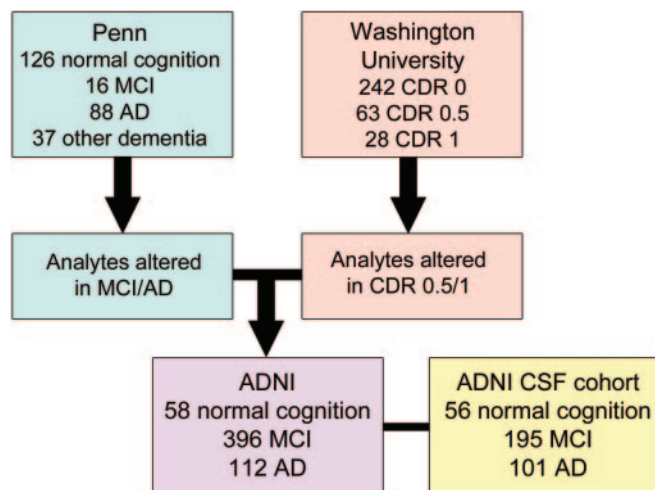 Penn
126 normal cognition
16 MCI
88 AD
37 other dementia
Washington
University
242 CDR 0
63 CDR 0.5
28 CDR 1
Analytes altered
in MCI/AD
Analytes altered
in CDR 0.5/1
ADNI
58 normal cognition
396 MCI
112 AD
ADNI CSF cohort
56 normal cognition
195 MCI
101 AD